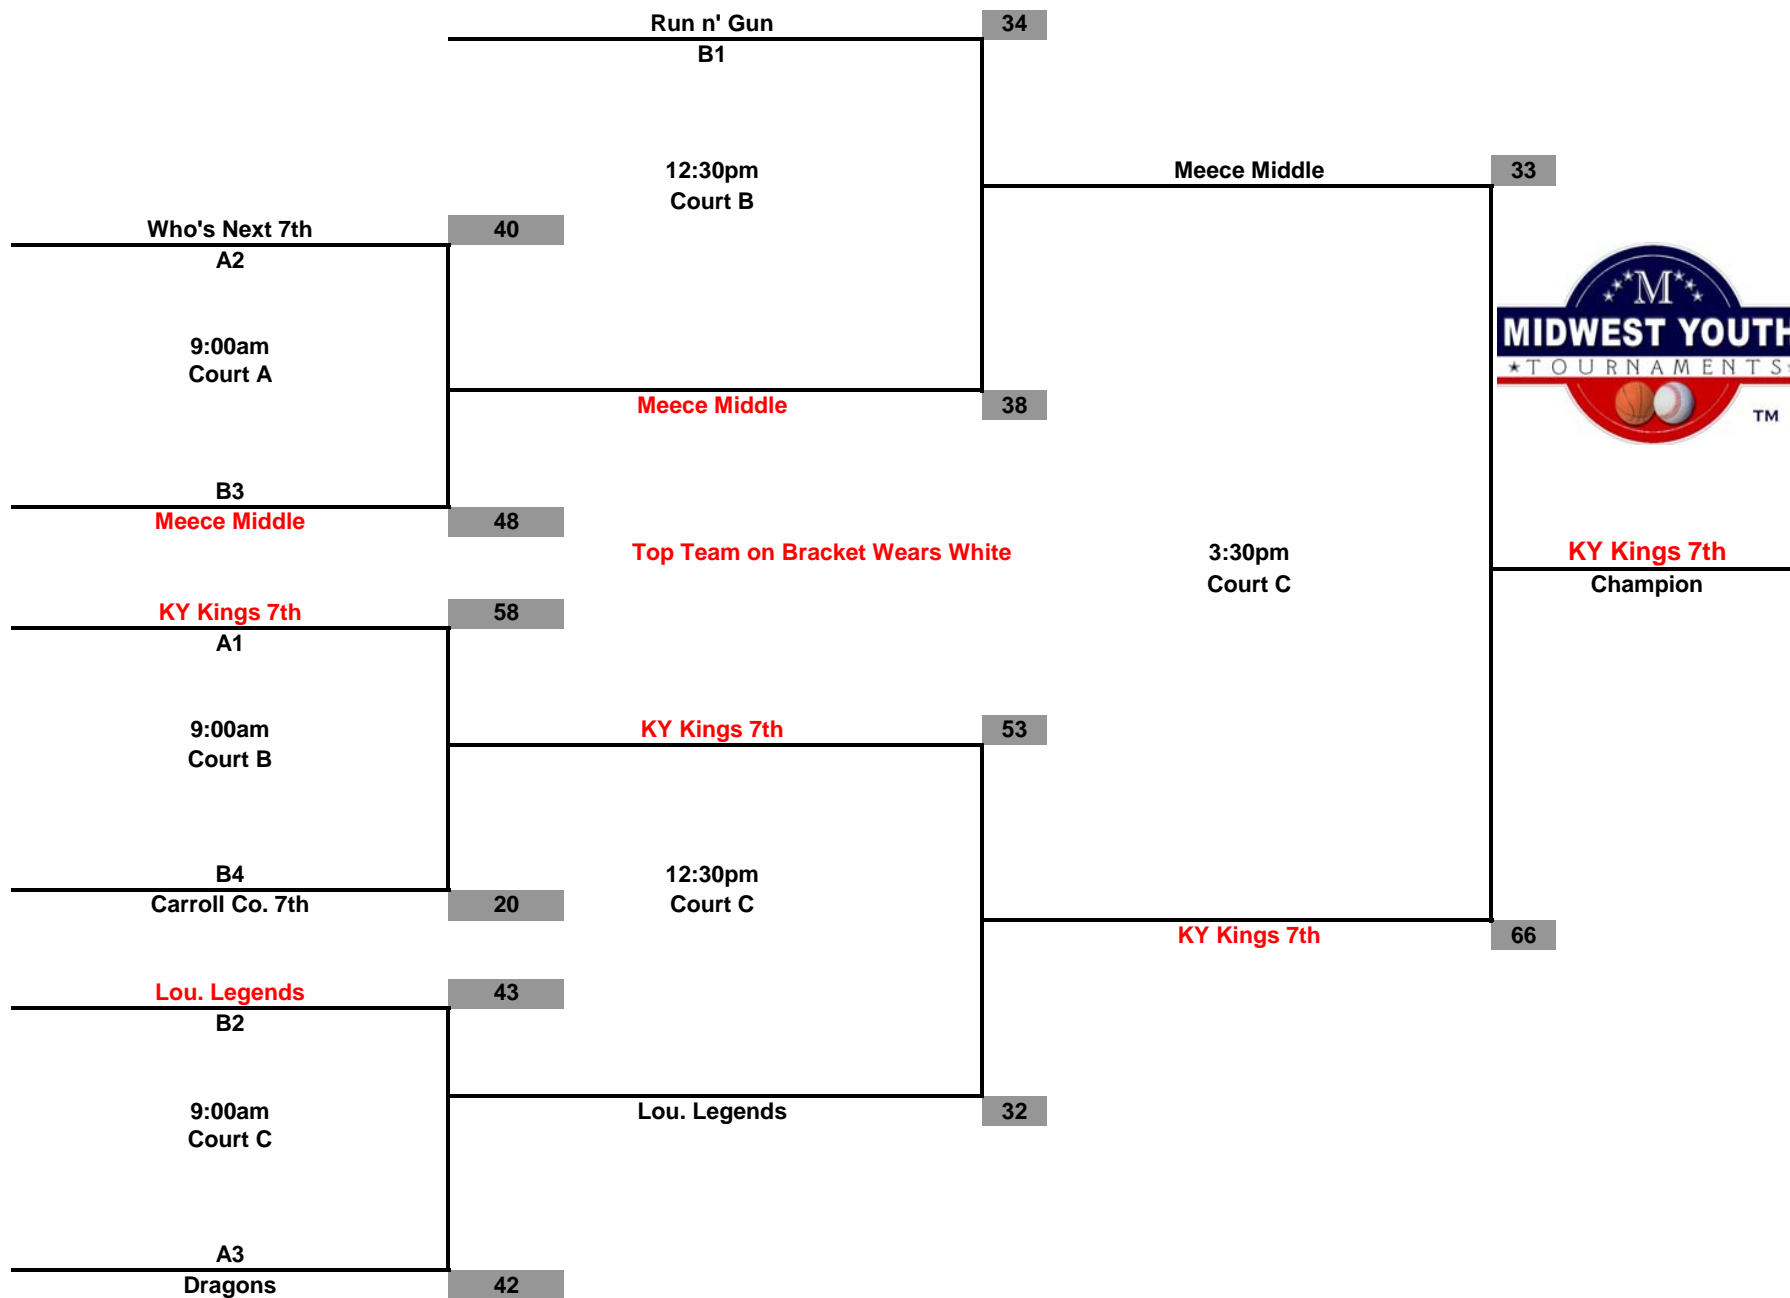 Run n' Gun 34
B1
12:30pm
Court B
Meece Middle 33
Who's Next 7th 40
A2
9:00am
Court A
M
MIDWEST YOUTH
TOURNAMENTS
TM
Meece Middle 38
B3
Meece Middle 48
Top Team on Bracket Wears White
3:30pm
Court C
KY Kings 7th
Champion
KY Kings 7th 58
A1
9:00am
Court B
KY Kings 7th 53
B4
Carroll Co. 7th 20
12:30pm
Court C
KY Kings 7th 66
Lou. Legends 43
B2
9:00am
Court C
Lou. Legends 32
A3
Dragons 42